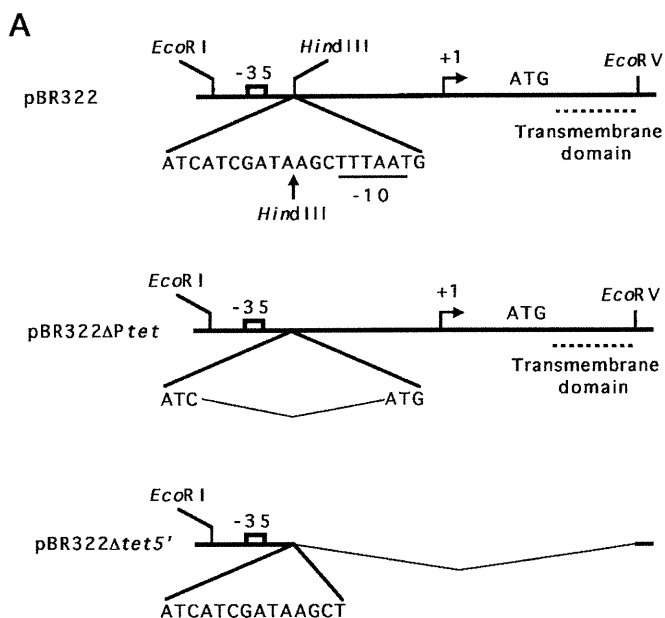 A
EcoRI
-35
HindIII
+1
ATG
EcoRV
pBR322
Transmembrane
domain
ATCATCGATAAGCTTTAATG
-10
HindIII
EcoRI
-35
+1
ATG
EcoRV
pBR322ΔPtet
Transmembrane
domain
ATC
ATG
EcoRI
-35
pBR322Δtet5'
ATCATCGATAAGCT